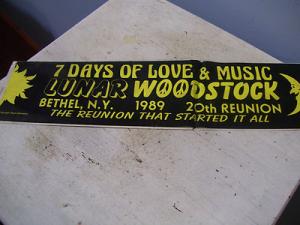 7 DAYS OF LOVE & MUSIC
LUNAR WOODSTOCK
BETHEL, N.Y. 1989 20th REUNION
THE REUNION THAT STARTED IT ALL